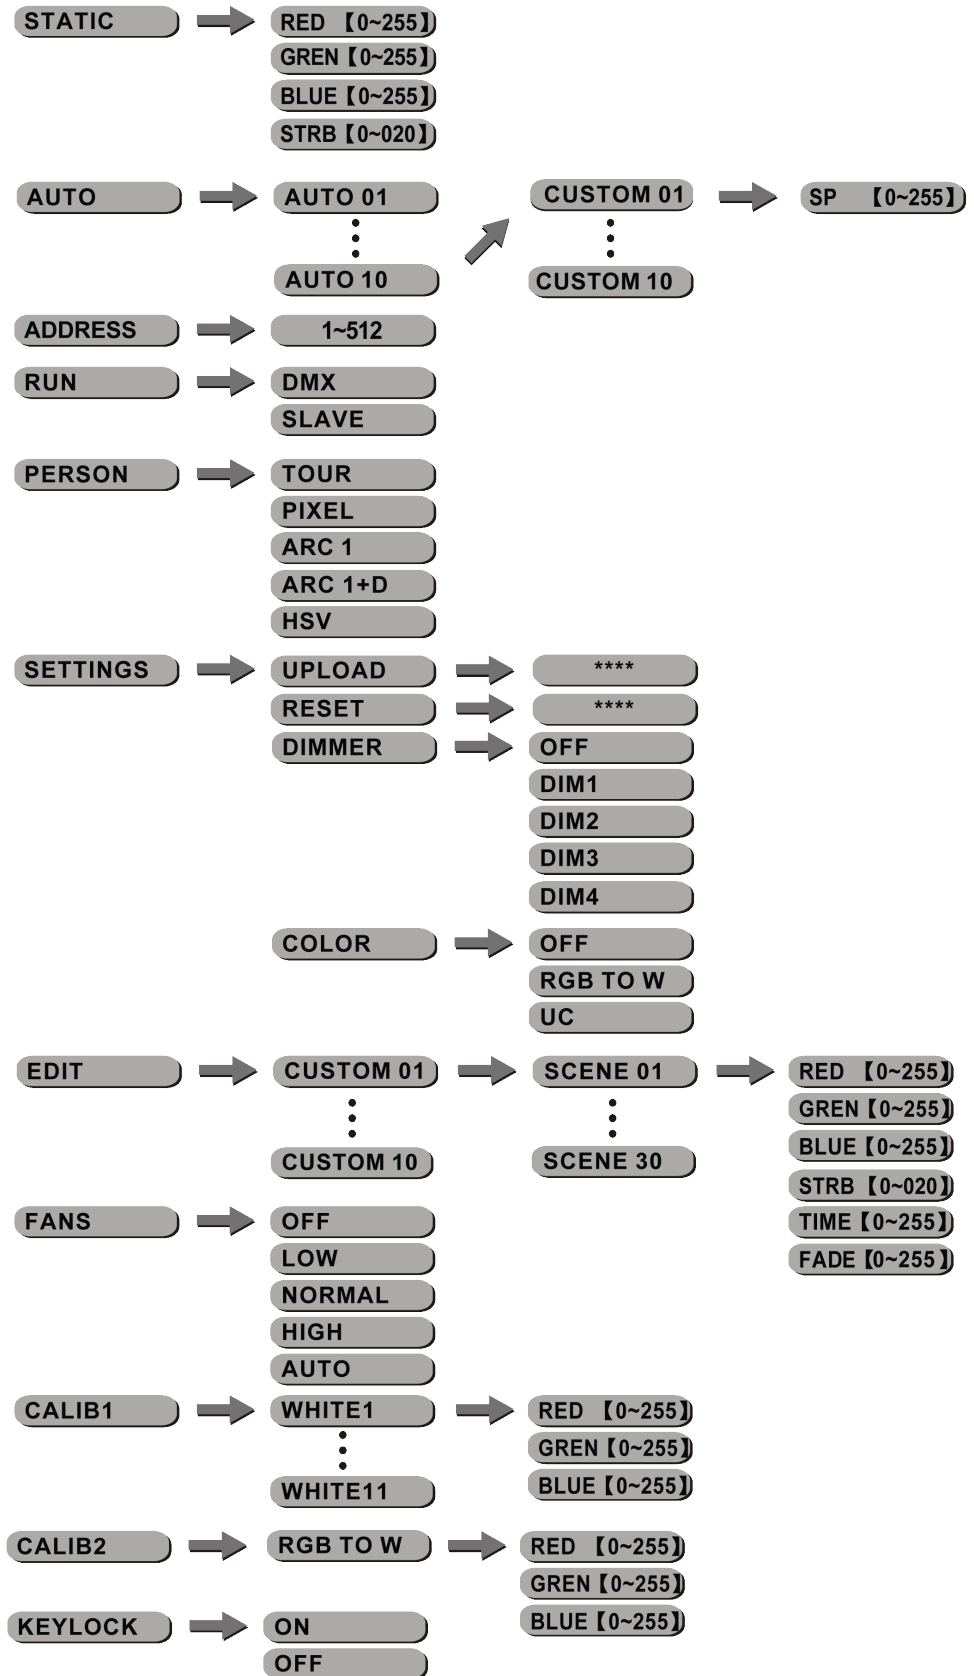 STATIC
RED 【0~255】
GREN【0~255】
BLUE【0~255】
STRB【0~020】
AUTO
AUTO 01
AUTO 10
CUSTOM 01
CUSTOM 10
SP 【0~255】
ADDRESS
1~512
RUN
DMX
SLAVE
PERSON
TOUR
PIXEL
ARC 1
ARC 1+D
HSV
SETTINGS
UPLOAD
****
RESET
****
DIMMER
OFF
DIM1
DIM2
DIM3
DIM4
COLOR
OFF
RGB TO W
UC
EDIT
CUSTOM 01
CUSTOM 10
SCENE 01
SCENE 30
RED 【0~255】
GREN【0~255】
BLUE【0~255】
STRB【0~020】
TIME【0~255】
FADE【0~255】
FANS
OFF
LOW
NORMAL
HIGH
AUTO
CALIB1
WHITE1
WHITE11
RED 【0~255】
GREN【0~255】
BLUE【0~255】
CALIB2
RGB TO W
RED 【0~255】
GREN【0~255】
BLUE【0~255】
KEYLOCK
ON
OFF